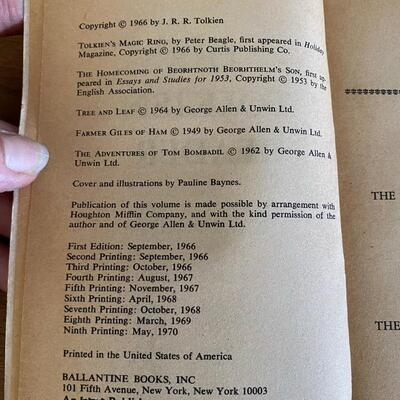 Copyright © 1966 by J. R. R. Tolkien
TOLKIEN'S MAGIC RING, by Peter Beagle, first appeared in Holiday
Magazine, Copyright © 1966 by Curtis Publishing Co.
THE HOMECOMING OF BEORHTNOTH BEORHTHELM'S SON, first ap-
peared in Essays and Studies for 1953, Copyright © 1953 by the
English Association.
TREE AND LEAF © 1964 by George Allen & Unwin Ltd.
FARMER GILES OF HAM © 1949 by George Allen & Unwin Ltd.
THE ADVENTURES OF TOM BOMBADIL © 1962 by George Allen &
Unwin Ltd.
Cover and illustrations by Pauline Baynes.
Publication of this volume is made possible by arrangement with
Houghton Mifflin Company, and with the kind permission of the
author and of George Allen & Unwin Ltd.
First Edition: September, 1966
Second Printing: September, 1966
Third Printing: October, 1966
Fourth Printing: August, 1967
Fifth Printing: November, 1967
Sixth Printing: April, 1968
Seventh Printing: October, 1968
Eighth Printing: March, 1969
Ninth Printing: May, 1970
Printed in the United States of America
BALLANTINE BOOKS, INC
101 Fifth Avenue, New York, New York 10003
THE
THE